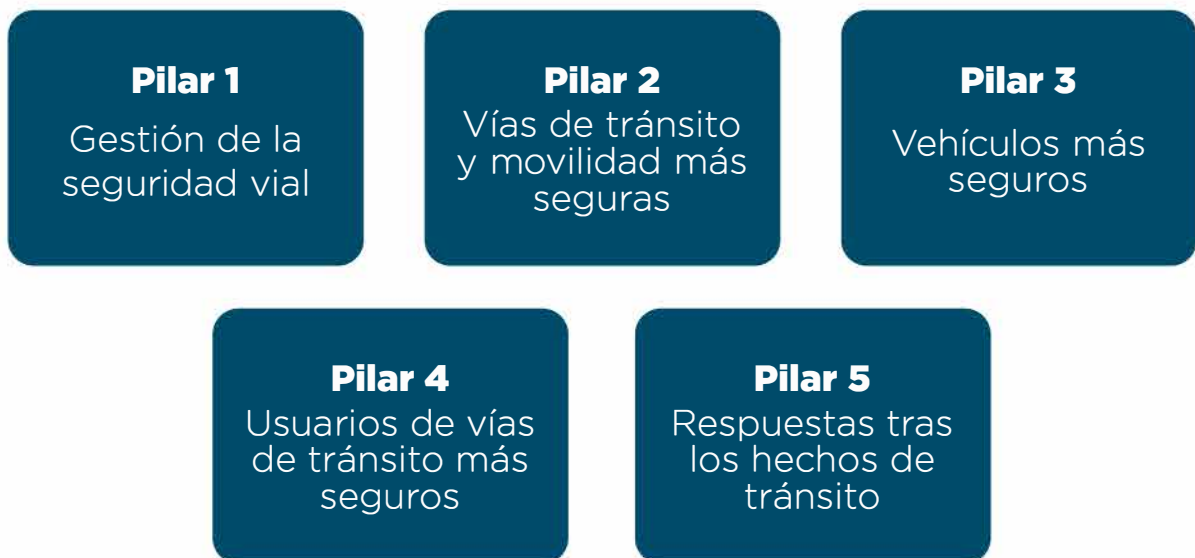 Pilar 1
Gestión de la
seguridad vial
Pilar 2
Vías de tránsito
y movilidad más
seguras
Pilar 3
Vehículos más
seguros
Pilar 4
Usuarios de vías
de tránsito más
seguros
Pilar 5
Respuestas tras
los hechos de
tránsito